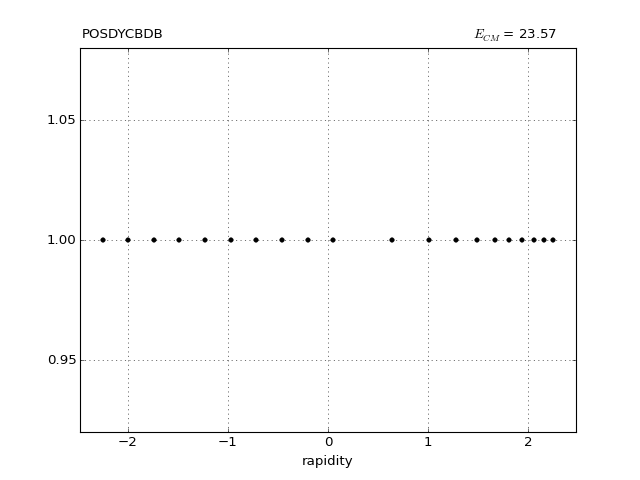 POSDYCBDB
E_CM = 23.57
1.05
1.00
0.95
−2 −1 0 1 2
rapidity